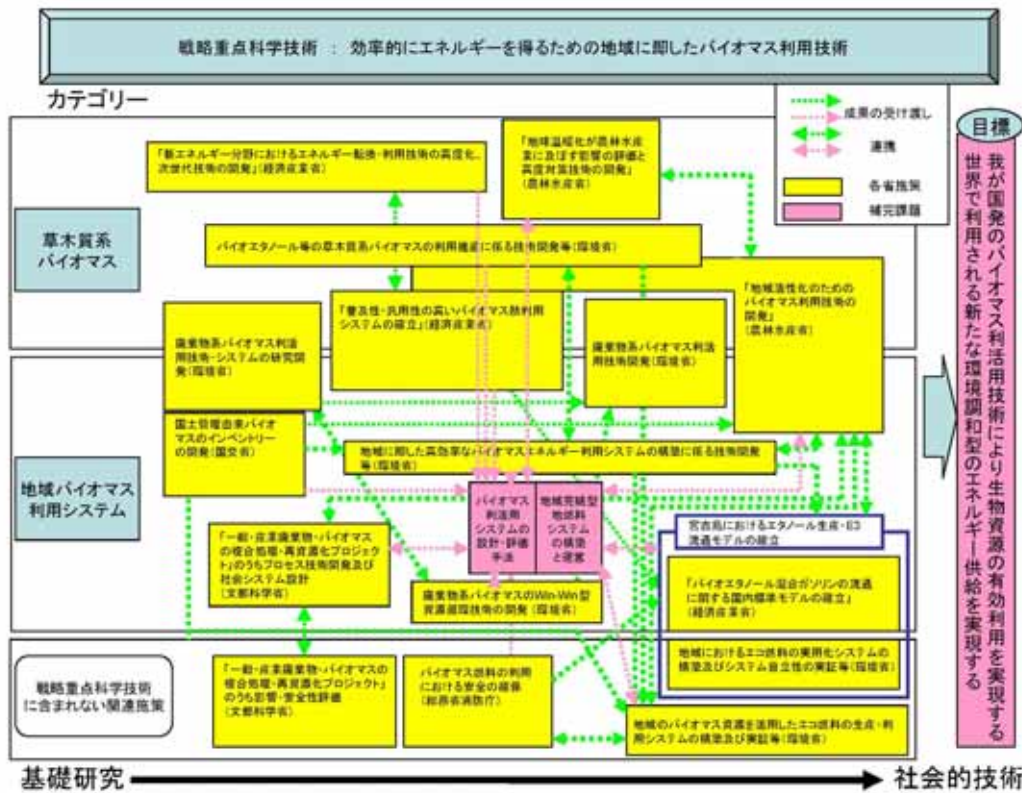 戦略重点科学技術 : 効率的にエネルギーを得るための地域に即したバイオマス利用技術
カテゴリー
成果の受け渡し
連携
各省施策
補完課題
目標
我が国発のバイオマス利活用技術により生物資源の有効利用を実現する
世界で利用される新たな環境調和型のエネルギー供給を実現する
草木質系
バイオマス
「新エネルギー分野におけるエネルギー転換・利用技術の高度化、
次世代技術の開発」(経済産業省)
「地球温暖化が農林水産
業に及ぼす影響の評価と
高度対策技術の開発」
(農林水産省)
バイオエタノール等の草木質系バイオマスの利用推進に係る技術開発等(環境省)
「地域活性化のための
バイオマス利用技術の
開発」
(農林水産省)
「普及性・汎用性の高いバイオマス熱利用
システムの確立」(経済産業省)
廃棄物系バイオマス利活
用技術・システムの研究開
発(環境省)
廃棄物系バイオマス利活
用技術開発(環境省)
地域バイオマス
利用システム
国土管理由来バイオ
マスのインベントリー
の開発(国交省)
地域に即した高効率なバイオマスエネルギー利用システムの構築に係る技術開発
等(環境省)
バイオマス
利活用
システムの
設計・評価
手法
地域完結型
地燃料
システム
の構築
と運営
宮古島におけるエタノール生産・E3
流通モデルの確立
「一般・産業廃棄物・バイオマス
の複合処理・再資源化プロジェク
ト」のうちプロセス技術開発及び
社会システム設計
(文部科学省)
廃棄物系バイオマスのWin-Win型
資源循環技術の開発(環境省)
「バイオエタノール混合ガソリンの流通
に関する国内標準モデルの確立」
(経済産業省)
地域におけるエコ燃料の実用化システムの
構築及びシステム自立性の実証等(環境省)
戦略重点科学技術
に含まれない関連施策
「一般・産業廃棄物・バイオマスの
複合処理・再資源化プロジェクト」
のうち影響・安全性評価
(文部科学省)
バイオマス燃料の利用
における安全の確保
(総務省消防庁)
地域のバイオマス資源を活用したエコ燃料の生産・利
用システムの構築及び実証等(環境省)
基礎研究
社会的技術